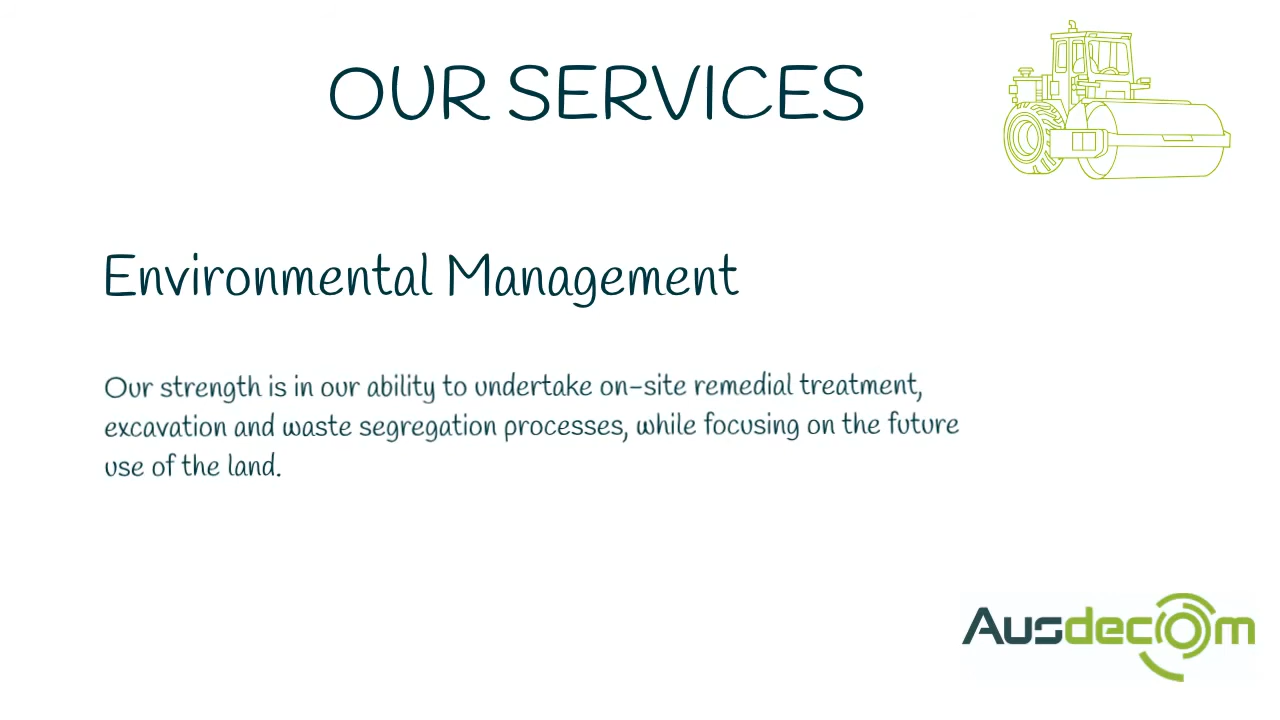 OUR SERVICES
Environmental Management
Our strength is in our ability to undertake on-site remedial treatment,
excavation and waste segregation processes, while focusing on the future
use of the land.
Ausdecom